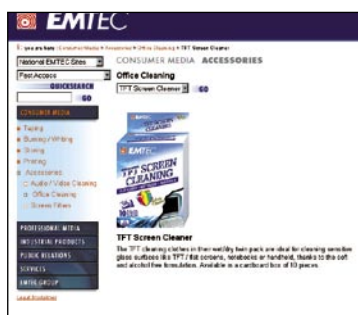 EMTEC
you are here : Consumer Media > Accessories > Office Cleaning > TFT Screen Cleaner
National EMTEC Sites
CONSUMER MEDIA ACCESSORIES
Fast Access
Office Cleaning
QUICKSEARCH
TFT Screen Cleaner GO
GO
CONSUMER MEDIA
Taping
Burning / Writing
Storing
Printing
Accessories
Audio / Video Cleaning
Office Cleaning
Screen Filters
EMTEC
TFT SCREEN
CLEANING
PROFESSIONAL MEDIA
INDUSTRIAL PRODUCTS
PUBLIC RELATIONS
SERVICES
EMTEC GROUP
Legal Disclaimer
TFT Screen Cleaner
The TFT cleaning clothes in their wet/dry twin pack are ideal for cleaning sensitive
glass surfaces like TFT / flat screens, notebooks or handheld, thanks to the soft
and alcohol free formulation. Available in a cardboard box of 10 pieces.